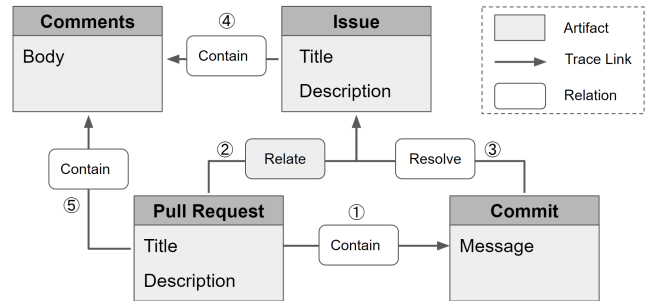 Comments
Body
④
Contain
Issue
Title
Description
Artifact
Trace Link
Relation
Contain
⑤
②
Relate
Resolve
③
Pull Request
Title
Description
①
Contain
Commit
Message